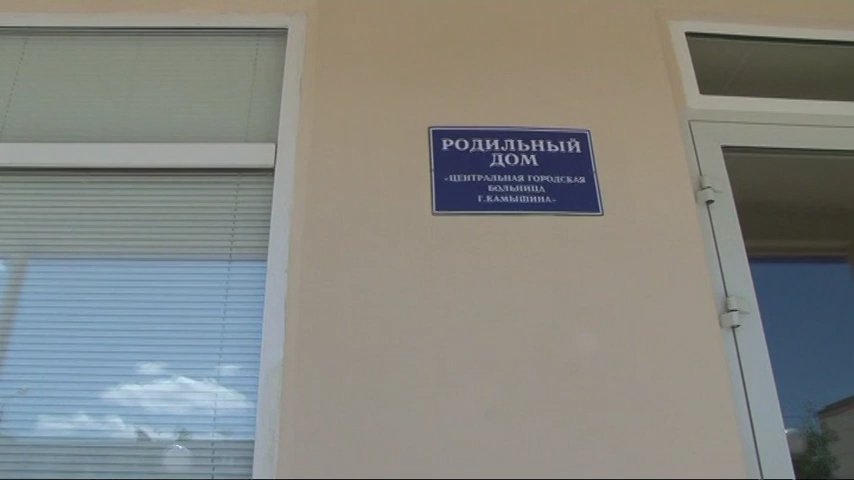 РОДИЛЬНЫЙ
ДОМ
«ЦЕНТРАЛЬНАЯ ГОРОДСКАЯ
БОЛЬНИЦА
Г.КАМЫШИНА»